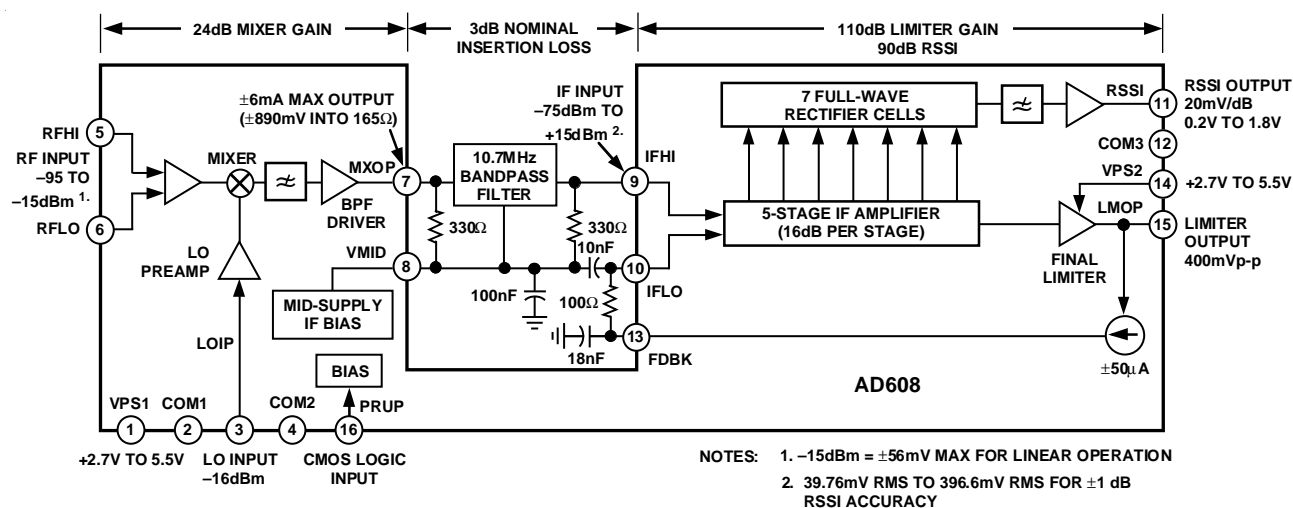 24dB MIXER GAIN
3dB NOMINAL
INSERTION LOSS
110dB LIMITER GAIN
90dB RSSI
±6mA MAX OUTPUT
(±890mV INTO 165Ω)
IF INPUT
–75dBm TO
+15dBm 2.
7 FULL-WAVE
RECTIFIER CELLS
RSSI
11
RSSI OUTPUT
20mV/dB
0.2V TO 1.8V
COM3
12
RFHI
5
RF INPUT
–95 TO
–15dBm 1.
RFLO
6
MIXER
MXOP
7
BPF
DRIVER
10.7MHz
BANDPASS
FILTER
IFHI
9
VPS2
14
+2.7V TO 5.5V
LMOP
15
LIMITER
OUTPUT
400mVp-p
5-STAGE IF AMPLIFIER
(16dB PER STAGE)
FINAL
LIMITER
330Ω
330Ω
10nF
LO
PREAMP
VMID
8
10
IFLO
MID-SUPPLY
IF BIAS
100nF
100Ω
18nF
13
FDBK
±50µA
LOIP
BIAS
PRUP
AD608
VPS1
COM1
COM2
1
2
3
4
16
+2.7V TO 5.5V
LO INPUT
–16dBm
CMOS LOGIC
INPUT
NOTES: 1. –15dBm = ±56mV MAX FOR LINEAR OPERATION
2. 39.76mV RMS TO 396.6mV RMS FOR ±1 dB
RSSI ACCURACY